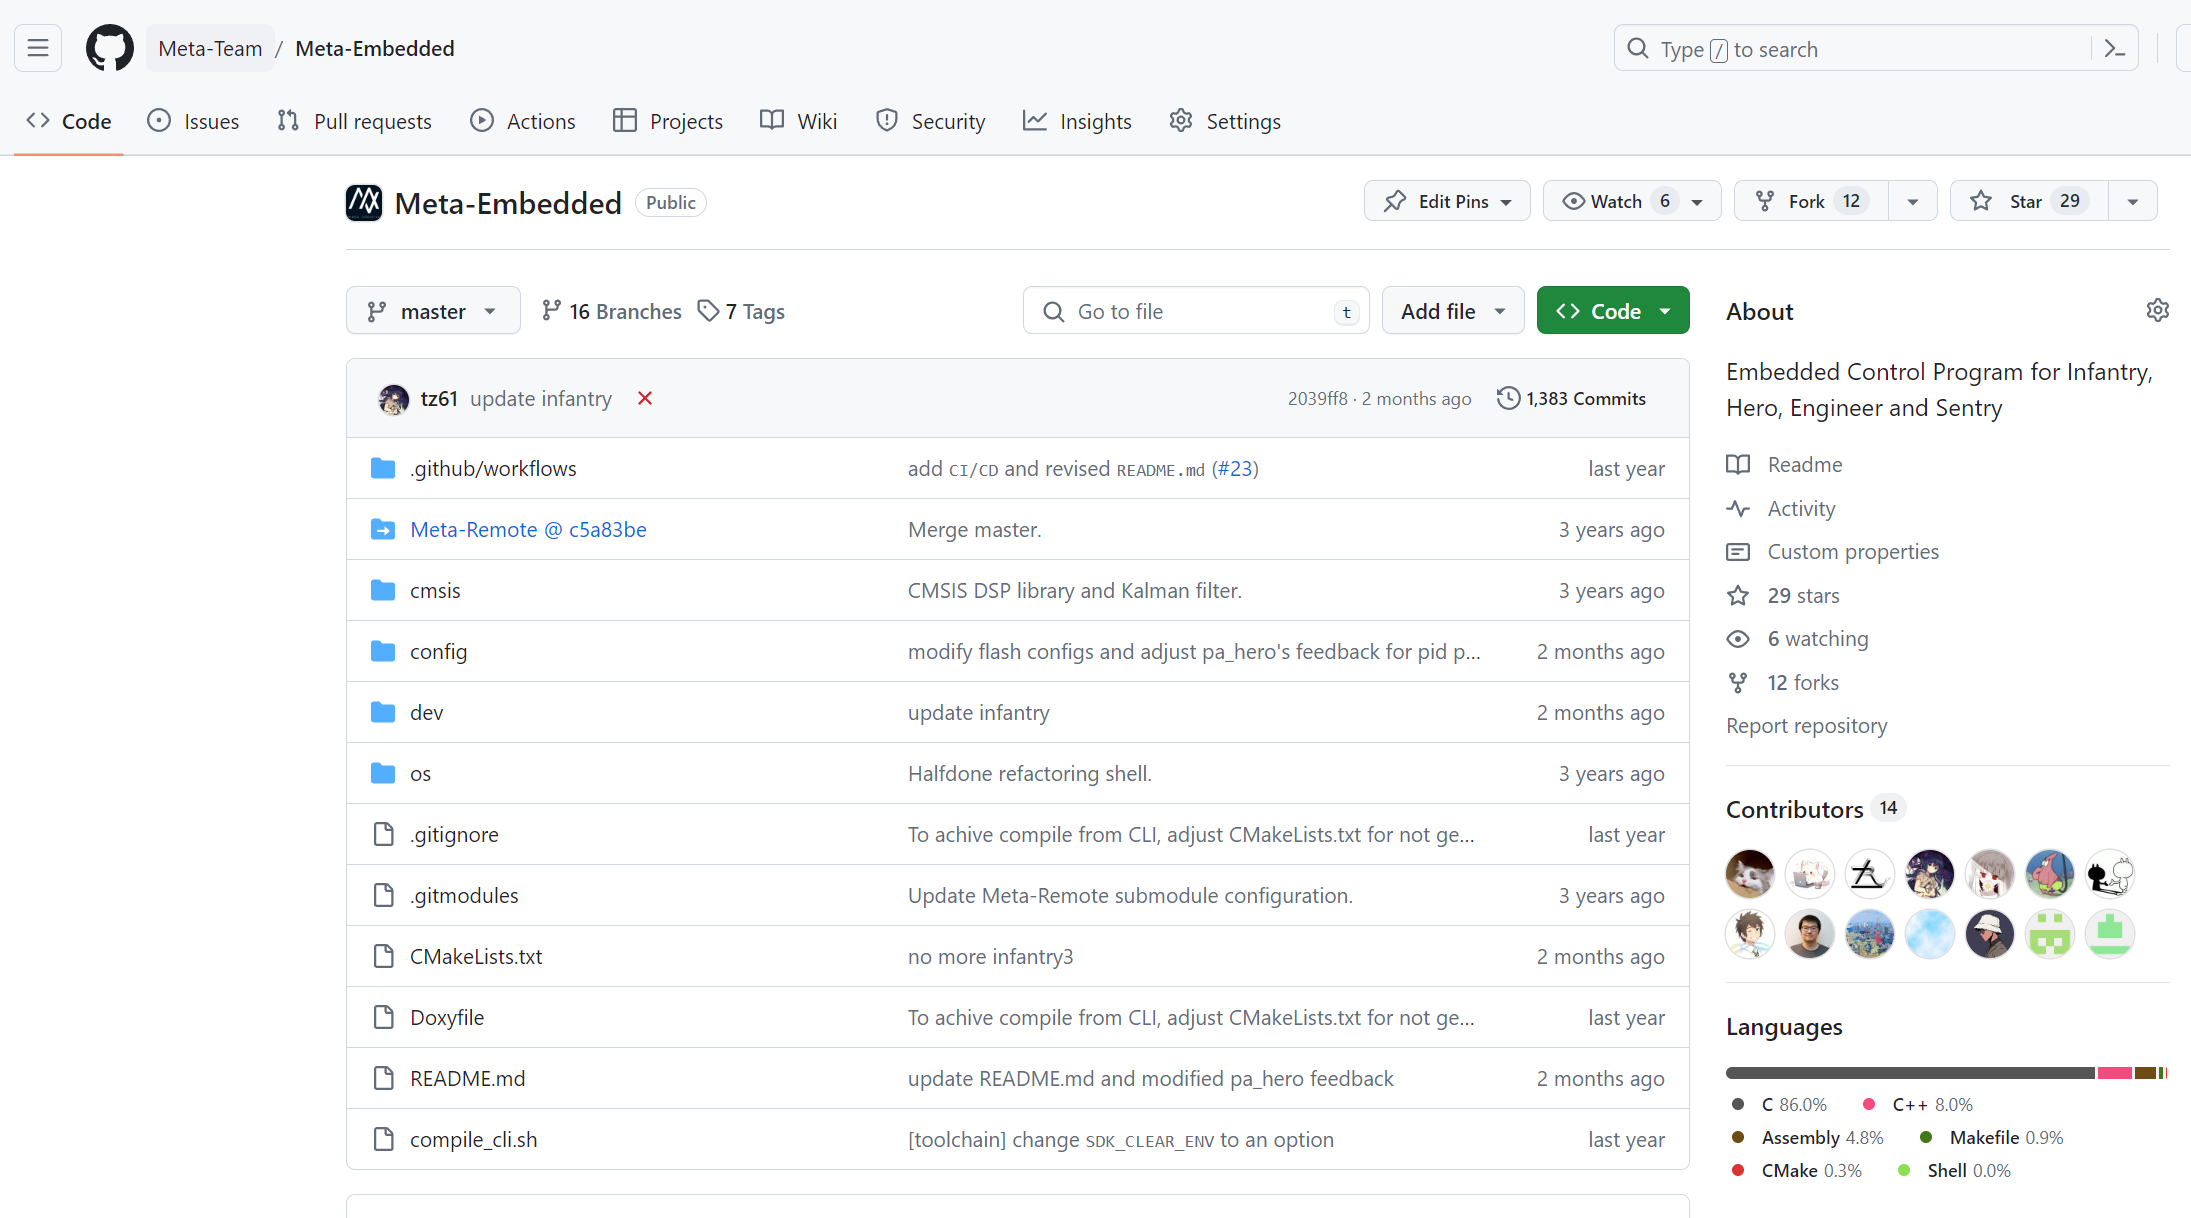 Meta-Team / Meta-Embedded
Type / to search
Code Issues Pull requests Actions Projects Wiki Security Insights Settings
Meta-Embedded Public
Edit Pins Watch 6 Fork 12 Star 29
master 16 Branches 7 Tags Go to file t Add file Code
tz61 update infantry 2039ff8 · 2 months ago 1,383 Commits
.github/workflows add CI/CD and revised README.md (#23) last year
Meta-Remote @ c5a83be Merge master. 3 years ago
cmsis CMSIS DSP library and Kalman filter. 3 years ago
config modify flash configs and adjust pa_hero's feedback for pid p... 2 months ago
dev update infantry 2 months ago
os Halfdone refactoring shell. 3 years ago
.gitignore To achive compile from CLI, adjust CMakeLists.txt for not ge... last year
.gitmodules Update Meta-Remote submodule configuration. 3 years ago
CMakeLists.txt no more infantry3 2 months ago
Doxyfile To achive compile from CLI, adjust CMakeLists.txt for not ge... last year
README.md update README.md and modified pa_hero feedback 2 months ago
compile_cli.sh [toolchain] change SDK_CLEAR_ENV to an option last year
About
Embedded Control Program for Infantry,
Hero, Engineer and Sentry
Readme
Activity
Custom properties
29 stars
6 watching
12 forks
Report repository
Contributors 14
Languages
C 86.0% C++ 8.0%
Assembly 4.8% Makefile 0.9%
CMake 0.3% Shell 0.0%